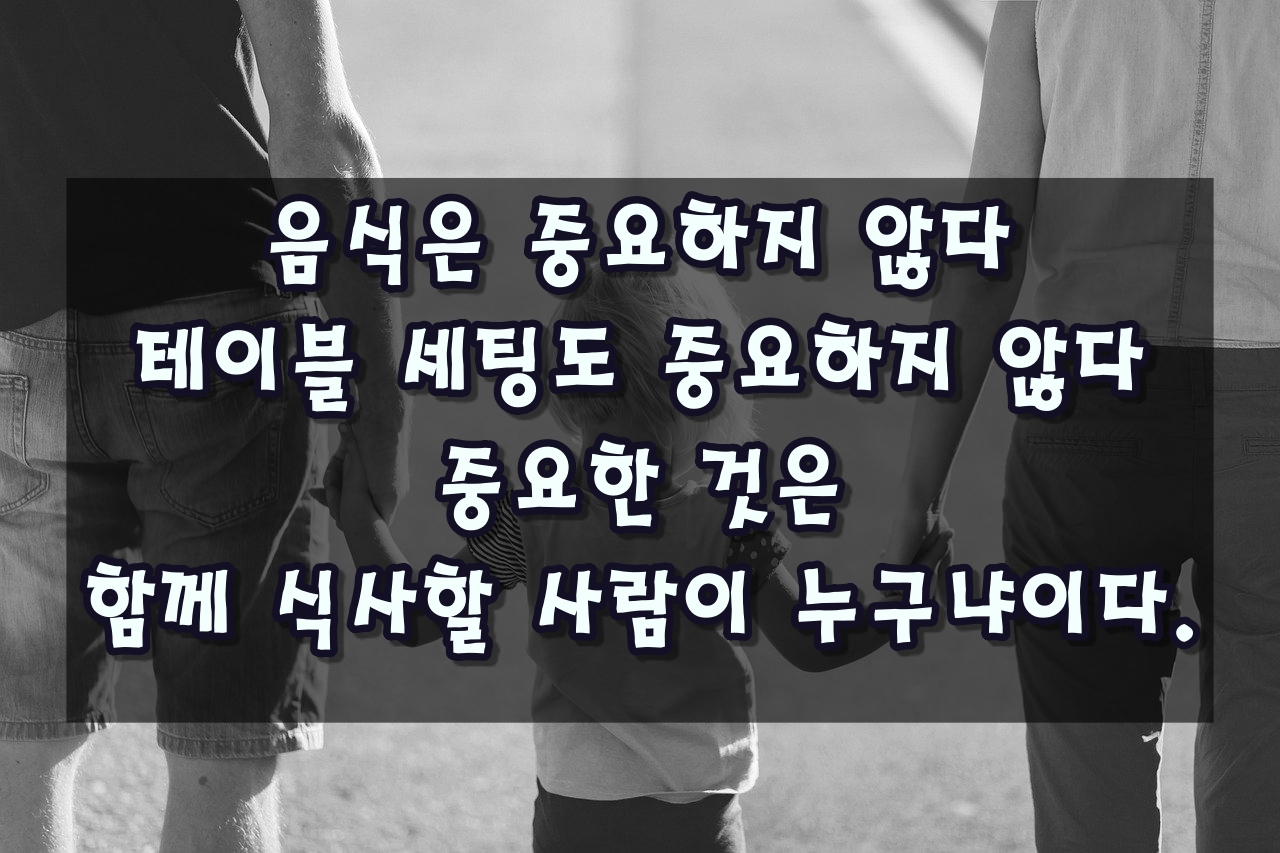 음식은 중요하지 않다
테이블 세팅도 중요하지 않다
중요한 것은
함께 식사할 사람이 누구냐이다.